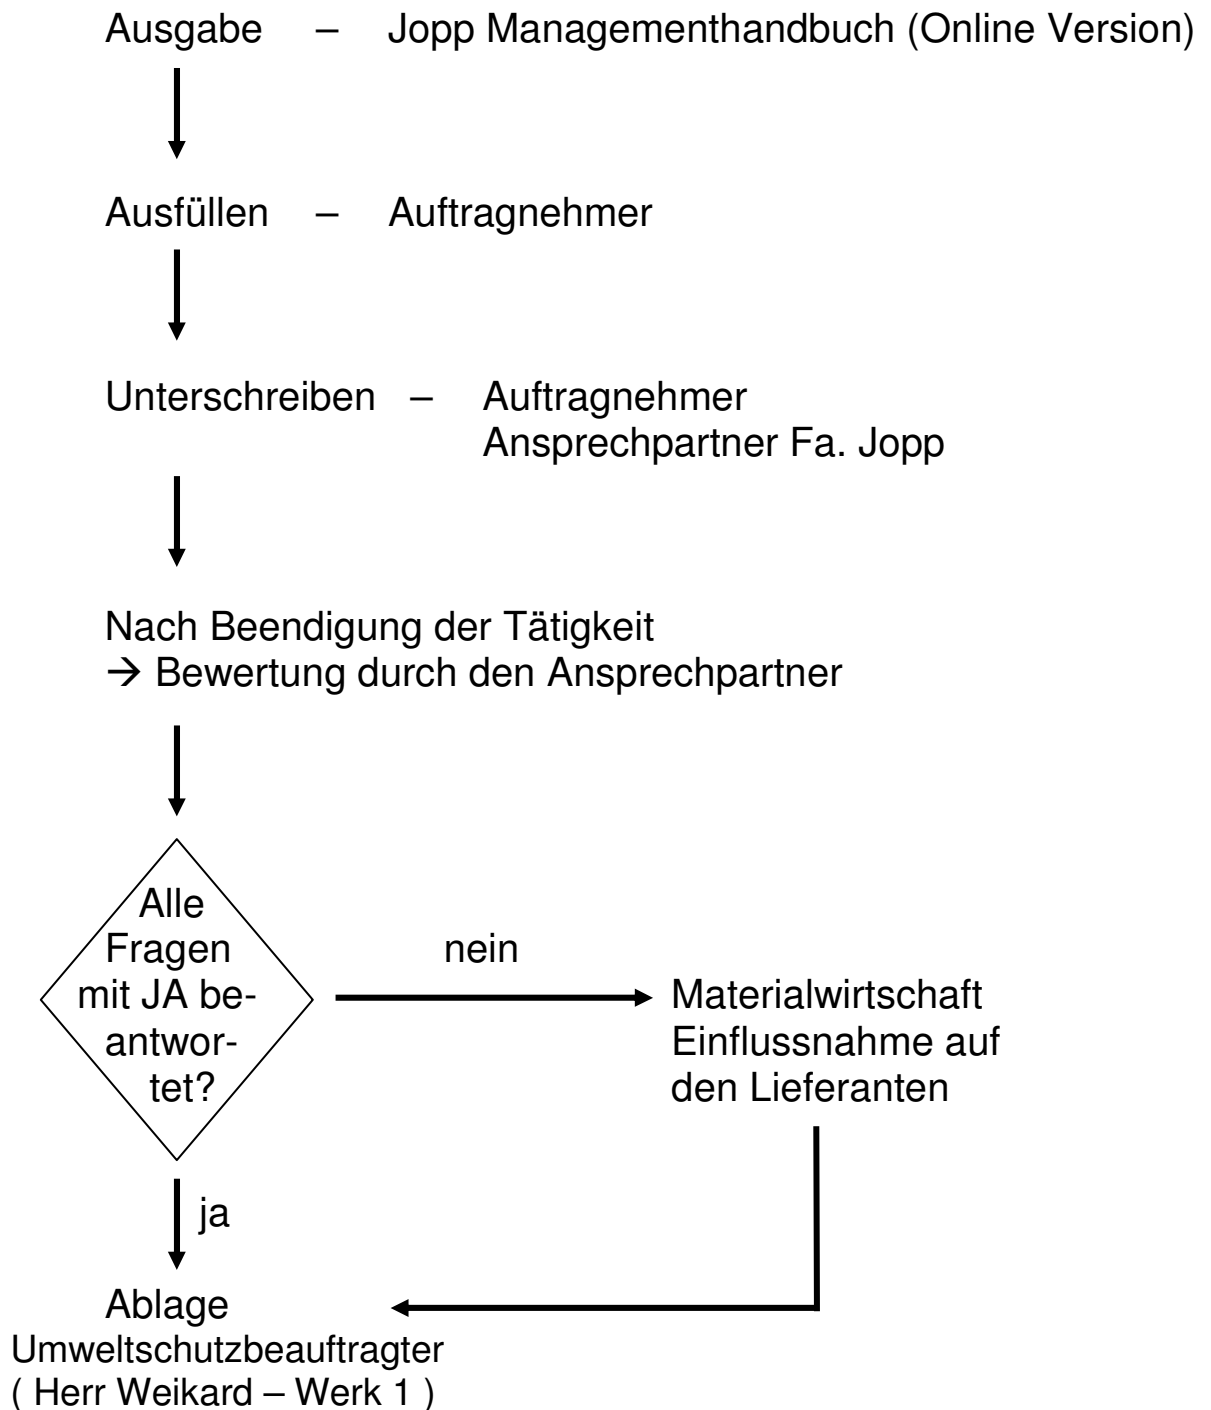 Ausgabe – Jopp Managementhandbuch (Online Version)
Ausfüllen – Auftragnehmer
Unterschreiben – Auftragnehmer
Ansprechpartner Fa. Jopp
Nach Beendigung der Tätigkeit
→ Bewertung durch den Ansprechpartner
Alle
Fragen
mit JA be-
antwor-
tet?
nein
Materialwirtschaft
Einflussnahme auf
den Lieferanten
ja
Ablage
Umweltschutzbeauftragter
( Herr Weikard – Werk 1 )